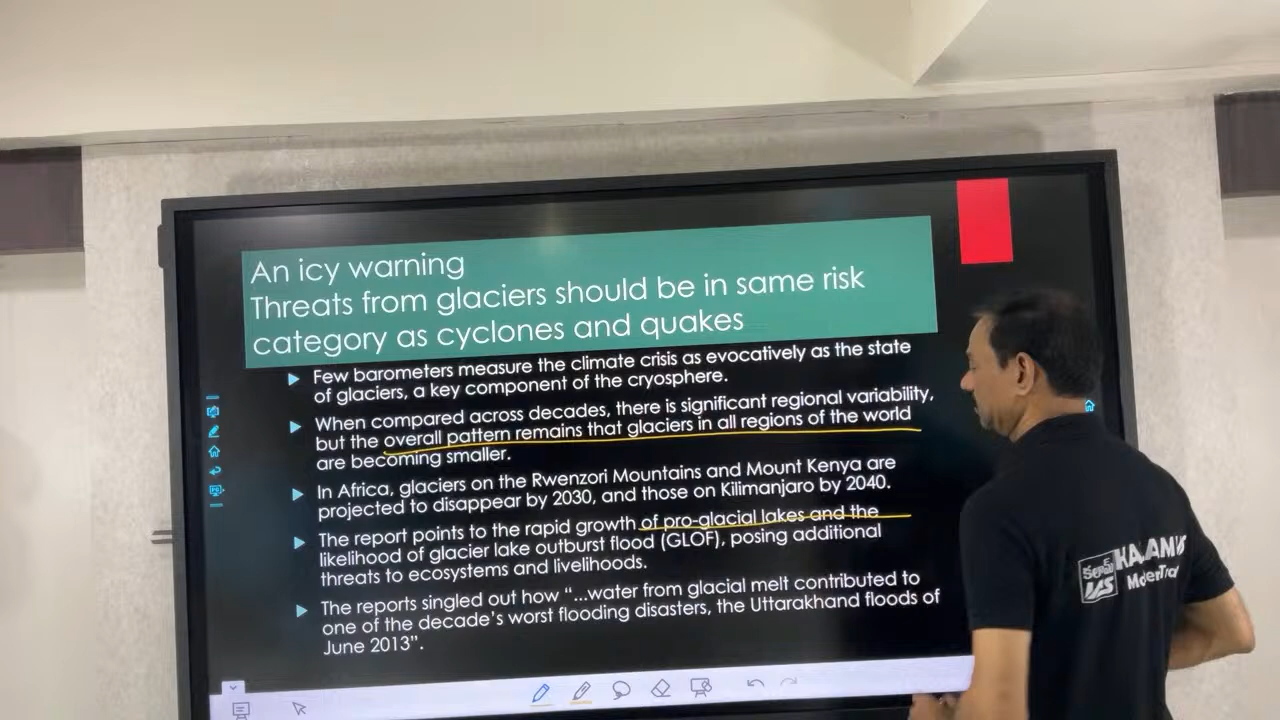 An icy warning
Threats from glaciers should be in same risk
category as cyclones and quakes
Few barometers measure the climate crisis as evocatively as the state
of glaciers, a key component of the cryosphere.
When compared across decades, there is significant regional variability,
but the overall pattern remains that glaciers in all regions of the world
are becoming smaller.
In Africa, glaciers on the Rwenzori Mountains and Mount Kenya are
projected to disappear by 2030, and those on Kilimanjaro by 2040.
The report points to the rapid growth of pro-glacial lakes and the
likelihood of glacier lake outburst flood (GLOF), posing additional
threats to ecosystems and livelihoods.
The reports singled out how “...water from glacial melt contributed to
one of the decade’s worst flooding disasters, the Uttarakhand floods of
June 2013”.
IAS